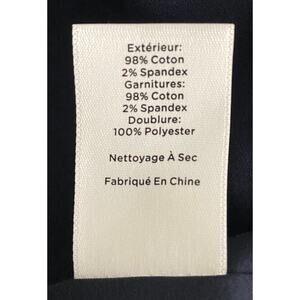 Extérieur:
98% Coton
2% Spandex
Garnitures:
98% Coton
2% Spandex
Doublure:
100% Polyester
Nettoyage À Sec
Fabriqué En Chine